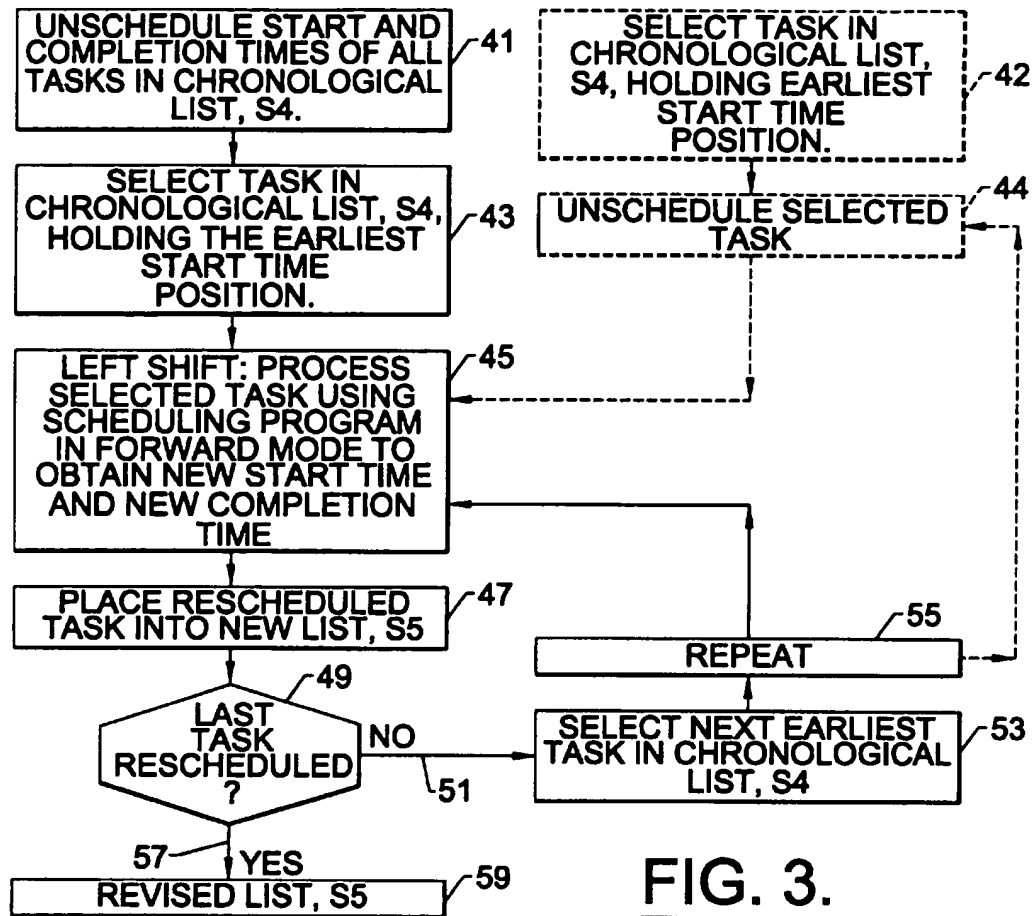 UNSCHEDULE START AND
COMPLETION TIMES OF ALL
TASKS IN CHRONOLOGICAL
LIST, S4.
41
SELECT TASK IN
CHRONOLOGICAL LIST,
S4, HOLDING EARLIEST
START TIME
POSITION.
42
SELECT TASK IN
CHRONOLOGICAL LIST, S4,
HOLDING THE EARLIEST
START TIME
POSITION.
43
UNSCHEDULE SELECTED
TASK
44
LEFT SHIFT: PROCESS
SELECTED TASK USING
SCHEDULING PROGRAM
IN FORWARD MODE TO
OBTAIN NEW START TIME
AND NEW COMPLETION
TIME
45
PLACE RESCHEDULED
TASK INTO NEW LIST, S5
47
LAST
TASK
RESCHEDULED
?
49
NO
51
REPEAT
55
SELECT NEXT EARLIEST
TASK IN CHRONOLOGICAL
LIST, S4
53
57
YES
REVISED LIST, S5
59
FIG. 3.